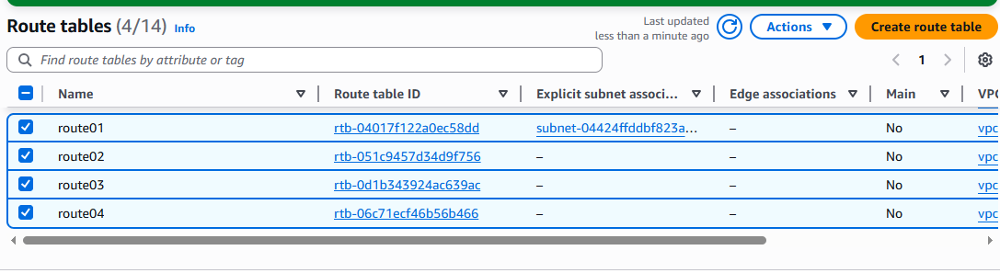 Route tables (4/14) Info
Last updated
less than a minute ago
Actions
Create route table
Find route tables by attribute or tag
1
Name Route table ID Explicit subnet associ... Edge associations Main VPC
route01 rtb-04017f122a0ec58dd subnet-04424ffddbf823a... – No vpc
route02 rtb-051c9457d34d9f756 – – No vpc
route03 rtb-0d1b343924ac639ac – – No vpc
route04 rtb-06c71ecf46b56b466 – – No vpc